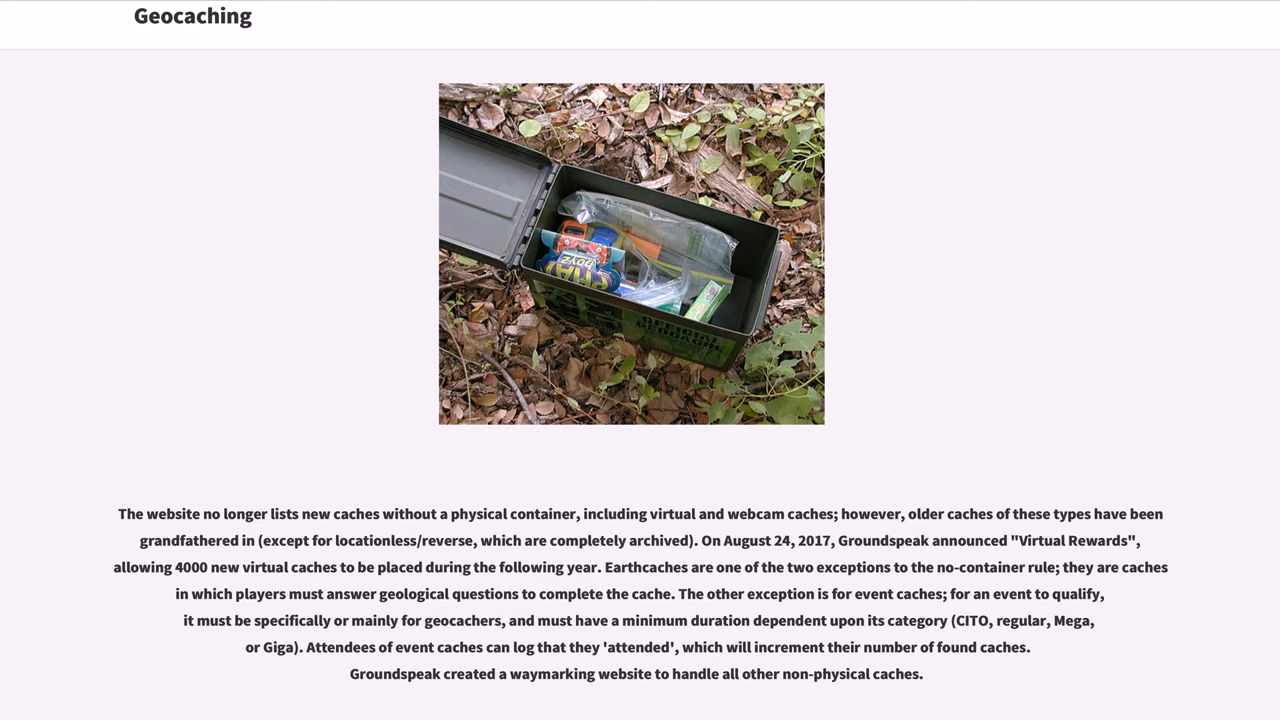 Geocaching
boyz
OFFICIAL
GEOCACHE
The website no longer lists new caches without a physical container, including virtual and webcam caches; however, older caches of these types have been
grandfathered in (except for locationless/reverse, which are completely archived). On August 24, 2017, Groundspeak announced "Virtual Rewards",
allowing 4000 new virtual caches to be placed during the following year. Earthcaches are one of the two exceptions to the no-container rule; they are caches
in which players must answer geological questions to complete the cache. The other exception is for event caches; for an event to qualify,
it must be specifically or mainly for geocachers, and must have a minimum duration dependent upon its category (CITO, regular, Mega,
or Giga). Attendees of event caches can log that they 'attended', which will increment their number of found caches.
Groundspeak created a waymarking website to handle all other non-physical caches.